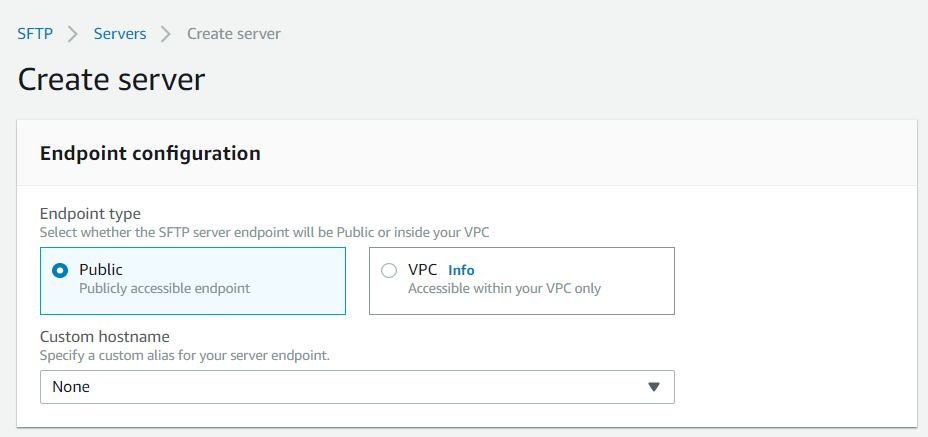 SFTP > Servers > Create server
Create server
Endpoint configuration
Endpoint type
Select whether the SFTP server endpoint will be Public or inside your VPC
Public
Publicly accessible endpoint
VPC Info
Accessible within your VPC only
Custom hostname
Specify a custom alias for your server endpoint.
None